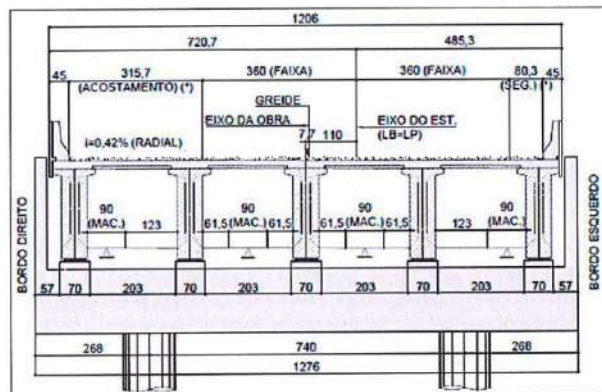 1206
720,7 485,3
45 315,7 360 (FAIXA) 360 (FAIXA) 80,3 45
(ACOSTAMENTO) (*) (SEG.) (*)
GREIDE
EIXO DA OBRA EIXO DO EST.
7,7 110 (LB=LP)
i=0,42% (RADIAL)
BORDO DIREITO
90 90 90 90
(MAC.) 123 61,5 (MAC.) 61,5 61,5 (MAC.) 61,5 123 (MAC.)
BORDO ESQUERDO
57 70 203 70 203 70 203 70 203 70 57
268 740 268
1276